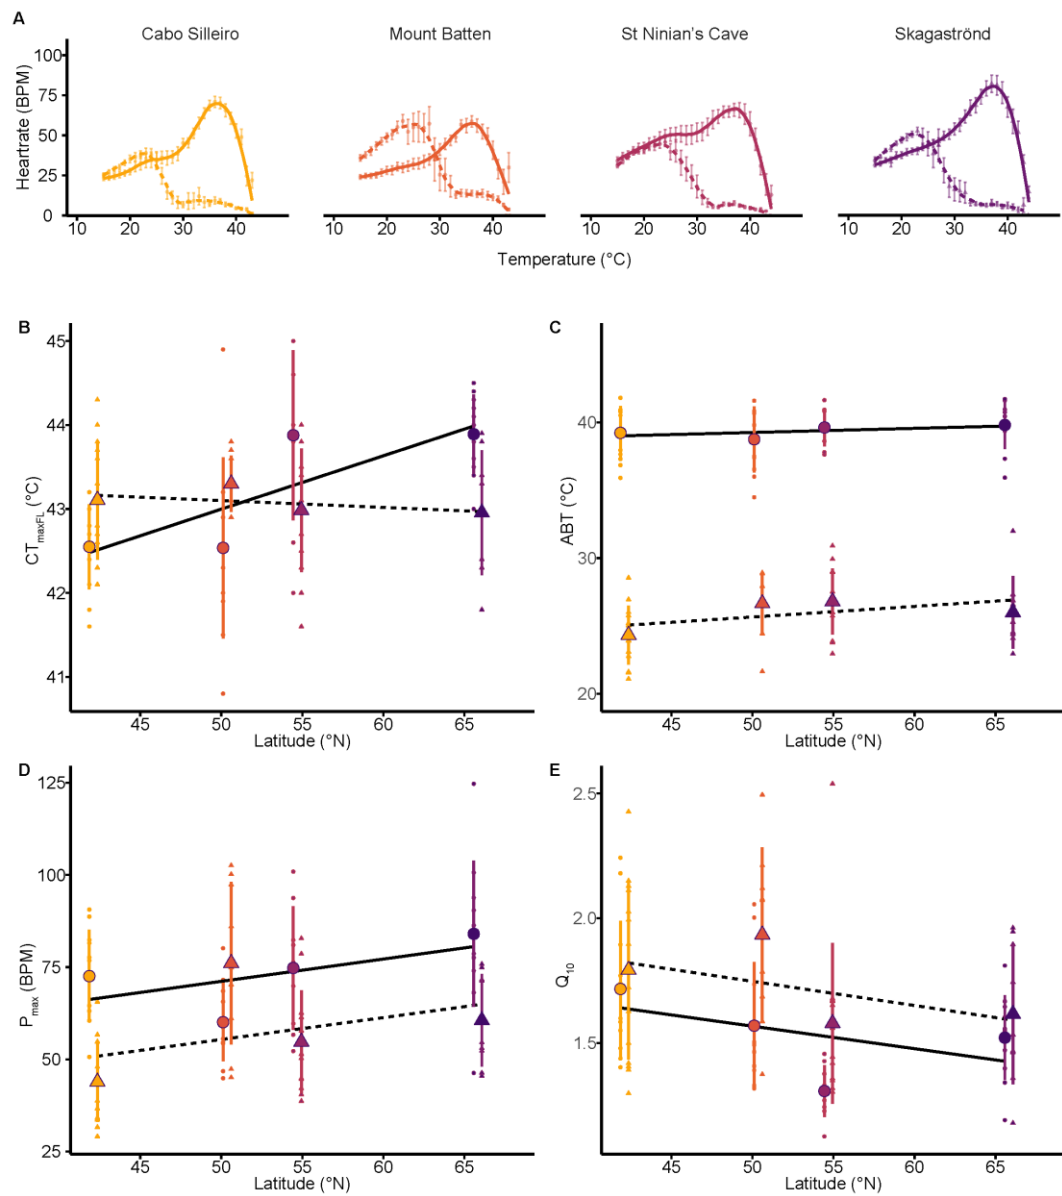 A
Cabo Silleiro Mount Batten St Ninian's Cave Skagaströnd
Heartrate (BPM)
100
75
50
25
0
10 20 30 40 10 20 30 40 10 20 30 40 10 20 30 40
Temperature (°C)
B
CTmaxFL (°C)
45
44
43
42
41
45 50 55 60 65
Latitude (°N)
C
ABT (°C)
40
30
20
45 50 55 60 65
Latitude (°N)
D
Pmax (BPM)
125
100
75
50
25
45 50 55 60 65
Latitude (°N)
E
Q10
2.5
2.0
1.5
45 50 55 60 65
Latitude (°N)